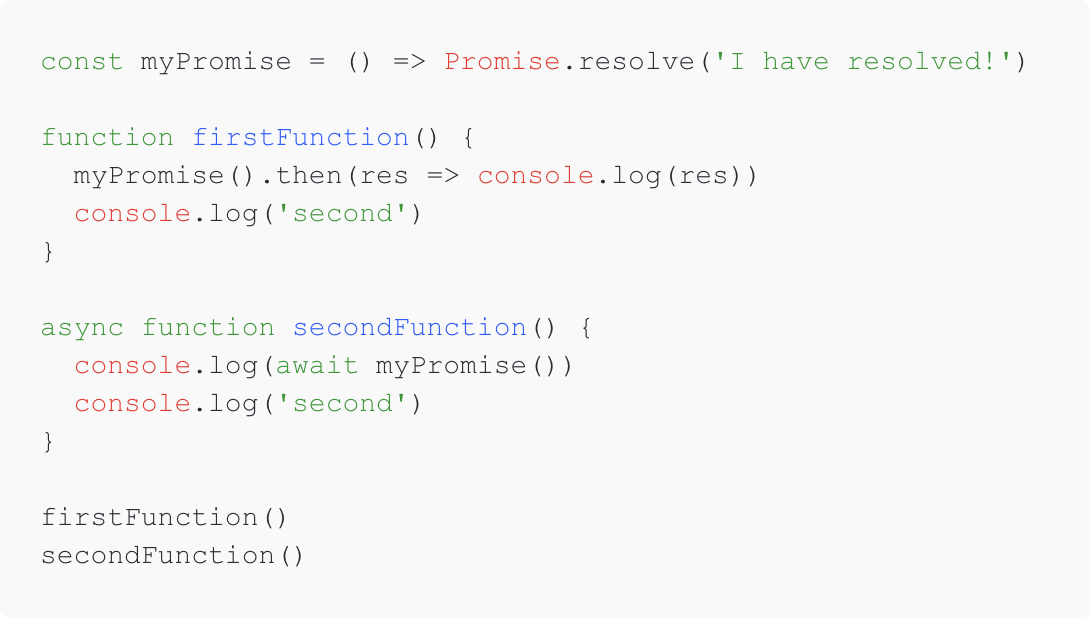 const myPromise = () => Promise.resolve('I have resolved!')

function firstFunction() {
  myPromise().then(res => console.log(res))
  console.log('second')
}

async function secondFunction() {
  console.log(await myPromise())
  console.log('second')
}

firstFunction()
secondFunction()